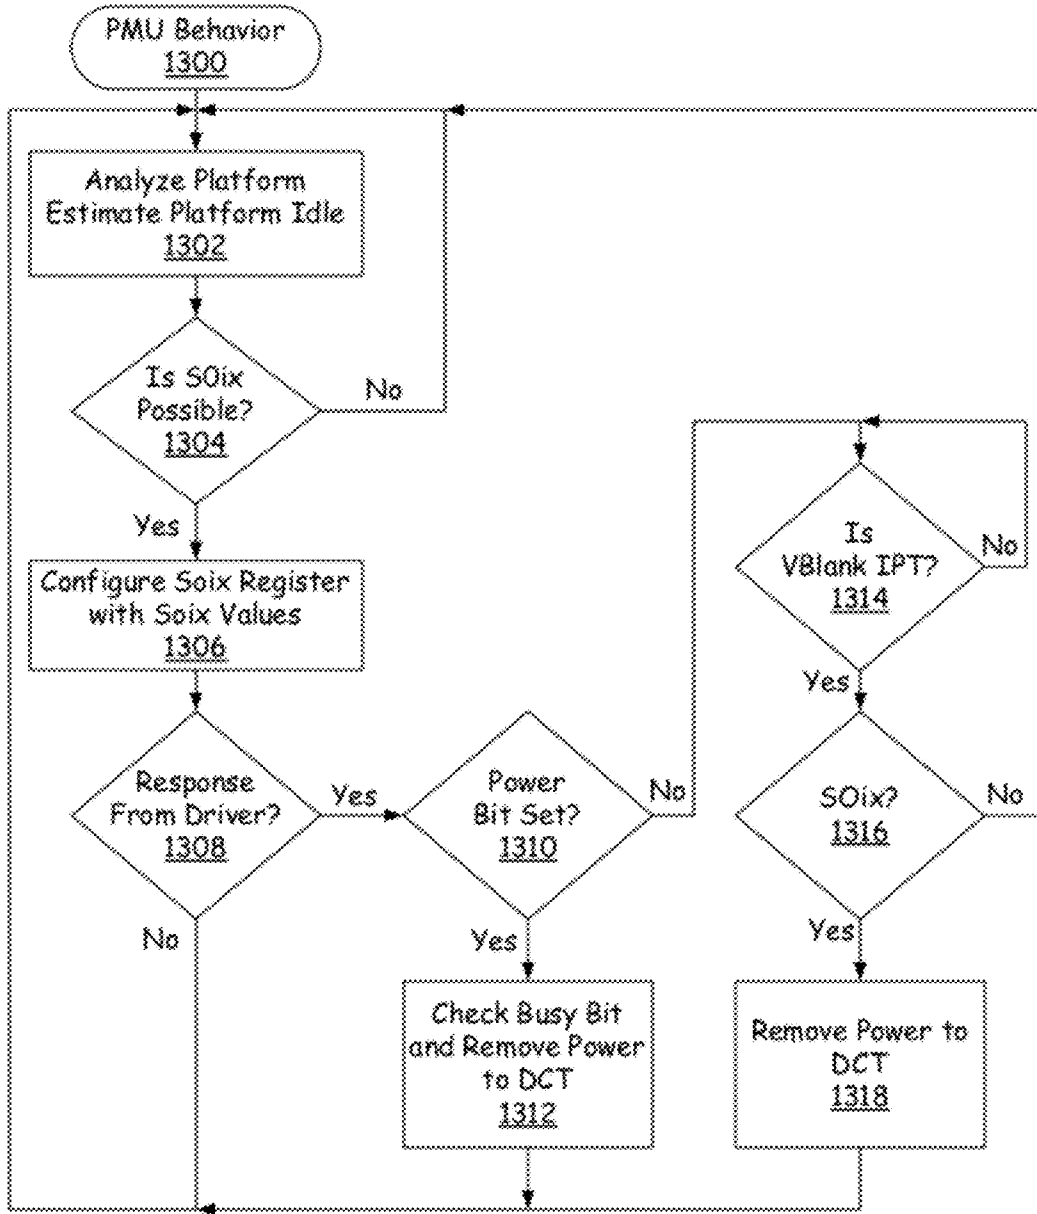 PMU Behavior
1300
Analyze Platform
Estimate Platform Idle
1302
Is S0ix
Possible?
1304
No
Yes
Configure Soix Register
with Soix Values
1306
Response
From Driver?
1308
Yes
No
Power
Bit Set?
1310
No
Yes
Check Busy Bit
and Remove Power
to DCT
1312
Is
VBlank IPT?
1314
No
Yes
SOix?
1316
No
Yes
Remove Power to
DCT
1318